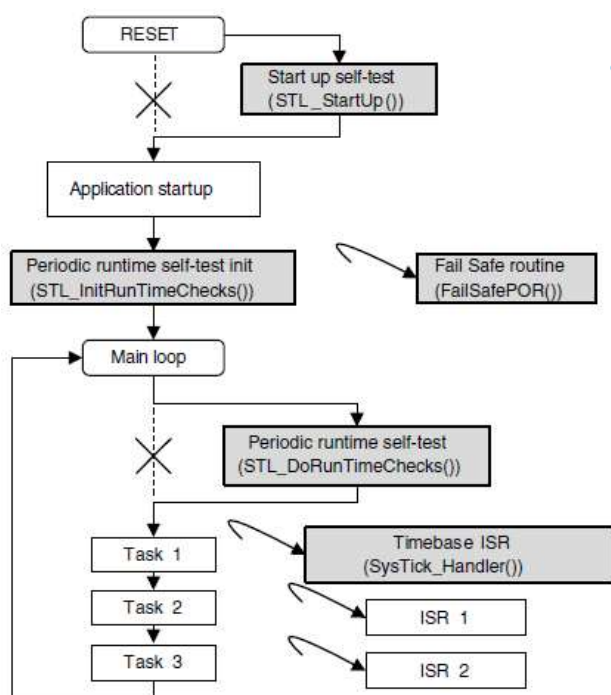 RESET
Start up self-test
(STL_StartUp())
Application startup
Periodic runtime self-test init
(STL_InitRunTimeChecks())
Fail Safe routine
(FailSafePOR())
Main loop
Periodic runtime self-test
(STL_DoRunTimeChecks())
Timebase ISR
(SysTick_Handler())
Task 1
Task 2
ISR 1
Task 3
ISR 2